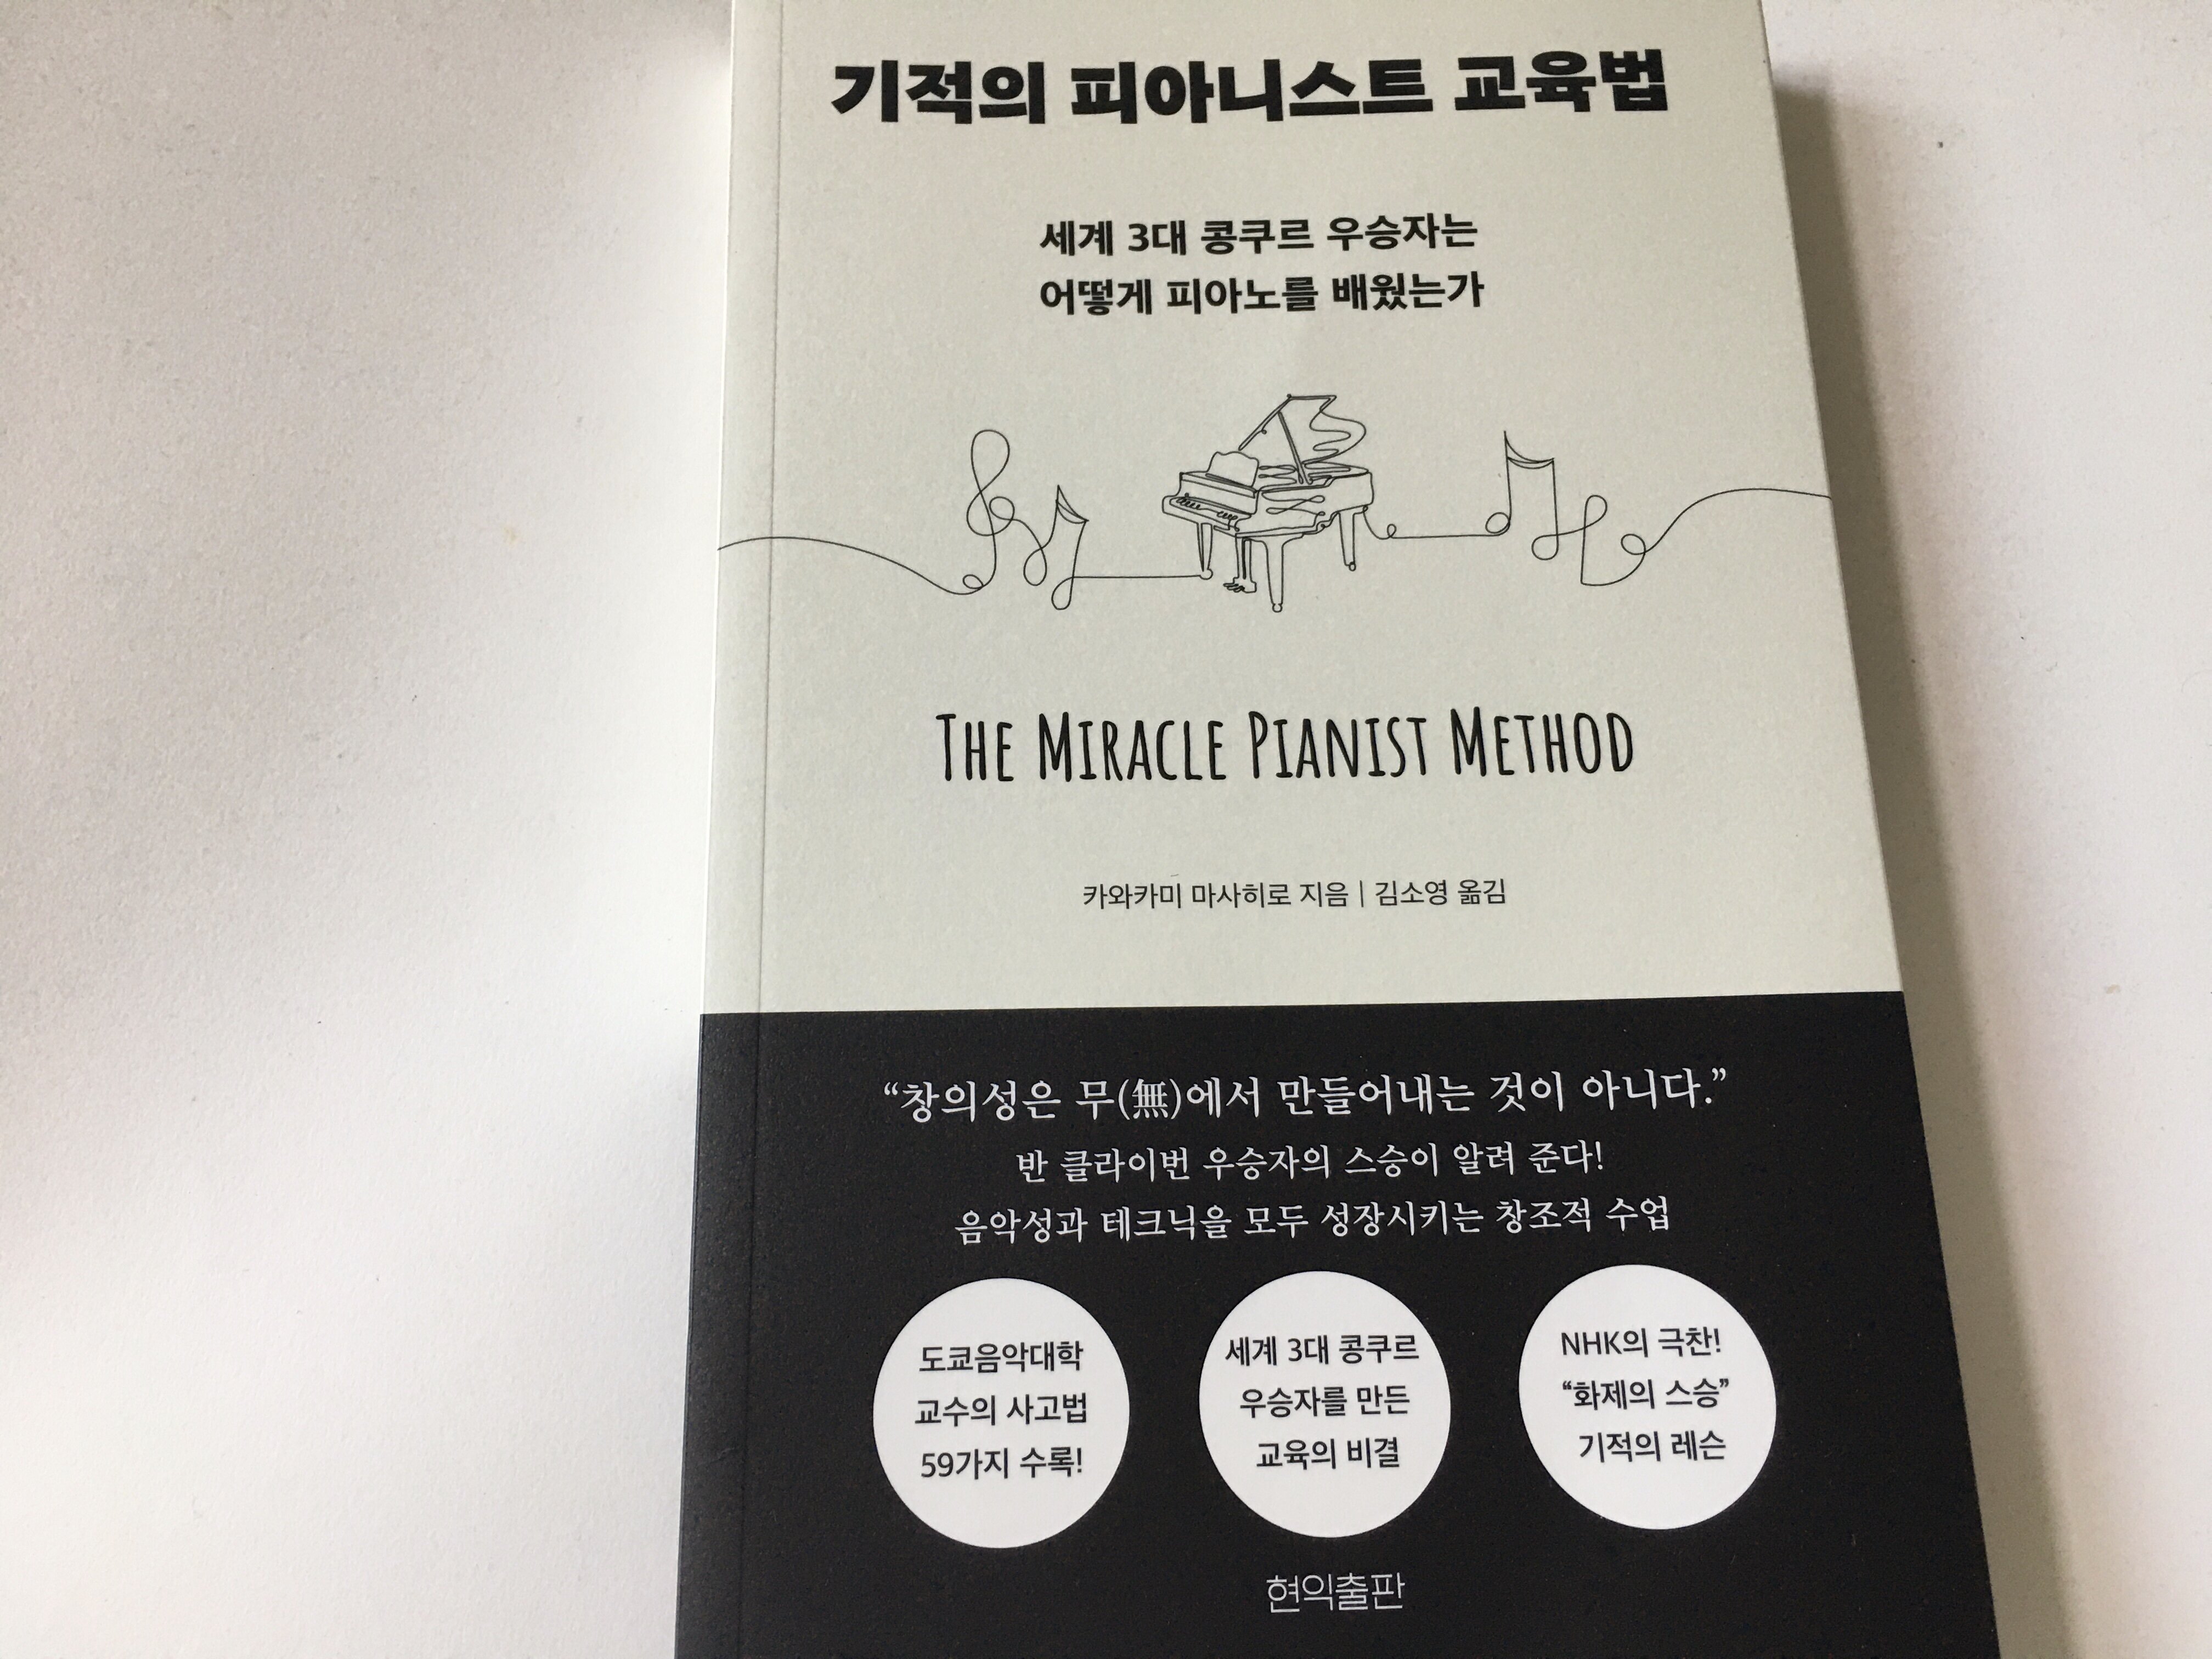 기적의 피아니스트 교육법
세계 3대 콩쿠르 우승자는
어떻게 피아노를 배웠는가
THE MIRACLE PIANIST METHOD
카와카미 마사히로 지음 | 김소영 옮김
“창의성은 무(無)에서 만들어내는 것이 아니다.”
반 클라이번 우승자의 스승이 알려 준다!
음악성과 테크닉을 모두 성장시키는 창조적 수업
도쿄음악대학
교수의 사고법
59가지 수록!
세계 3대 콩쿠르
우승자를 만든
교육의 비결
NHK의 극찬!
“화제의 스승”
기적의 레슨
현익출판